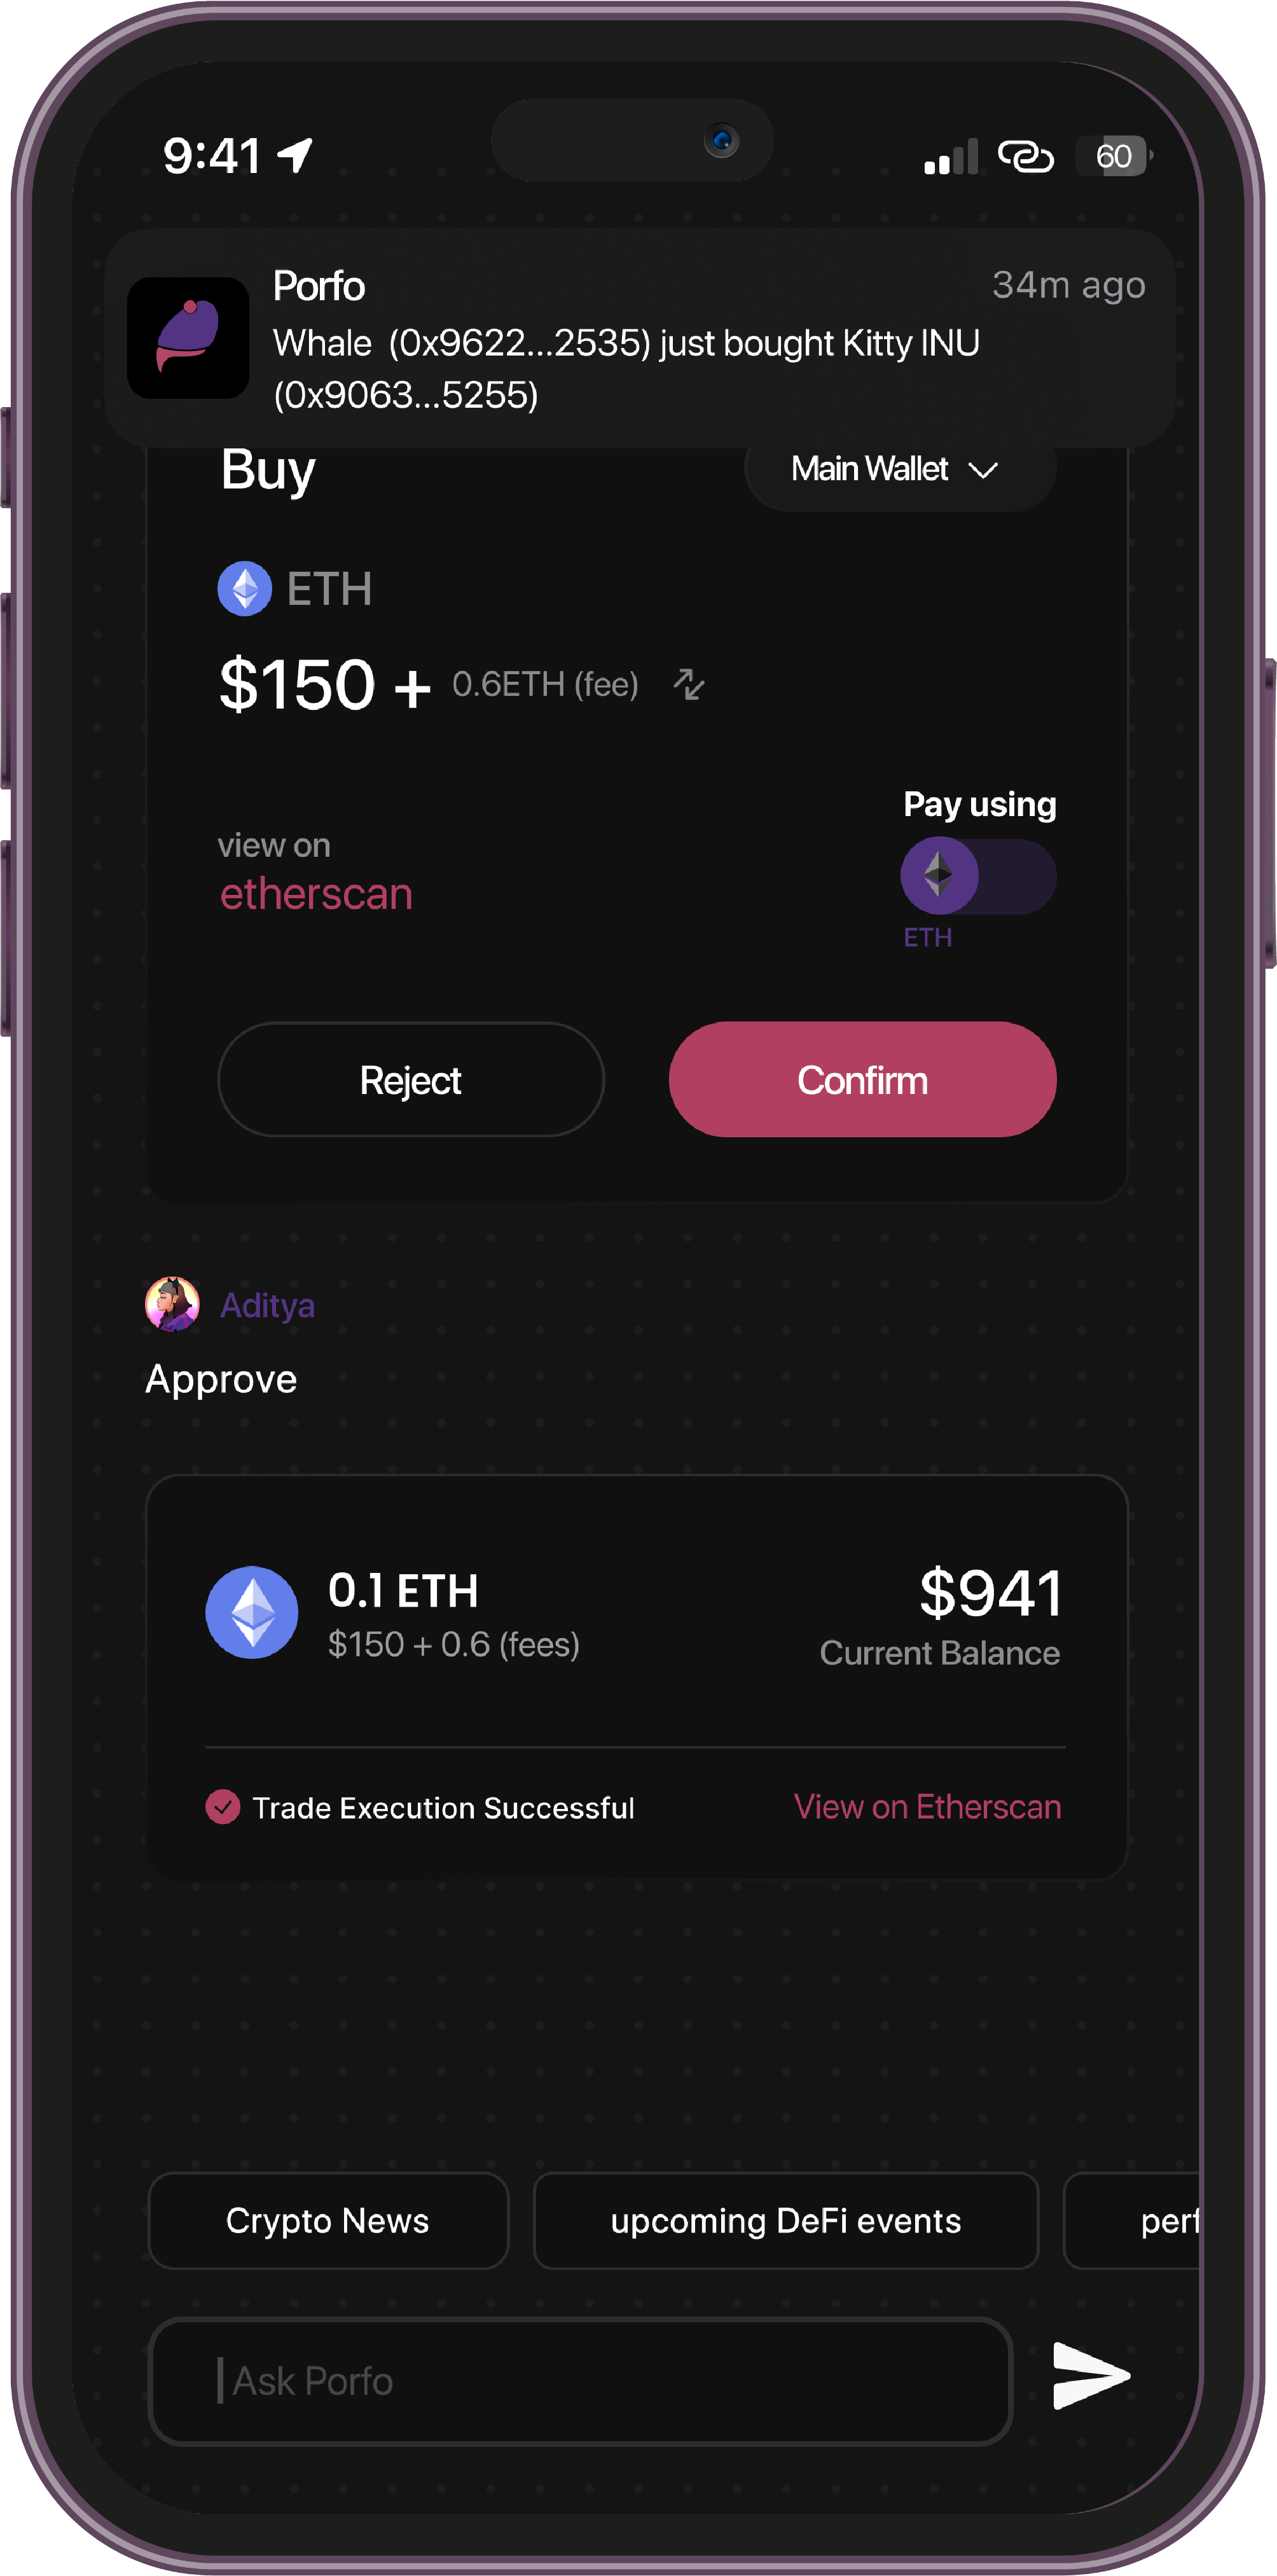 9:41
60
Porfo
34m ago
Whale (0x9622...2535) just bought Kitty INU
(0x9063...5255)
Buy
Main Wallet
ETH
$150 + 0.6ETH (fee)
Pay using
view on
etherscan
ETH
Reject
Confirm
Aditya
Approve
0.1 ETH
$941
$150 + 0.6 (fees)
Current Balance
Trade Execution Successful
View on Etherscan
Crypto News
upcoming DeFi events
perf
Ask Porfo